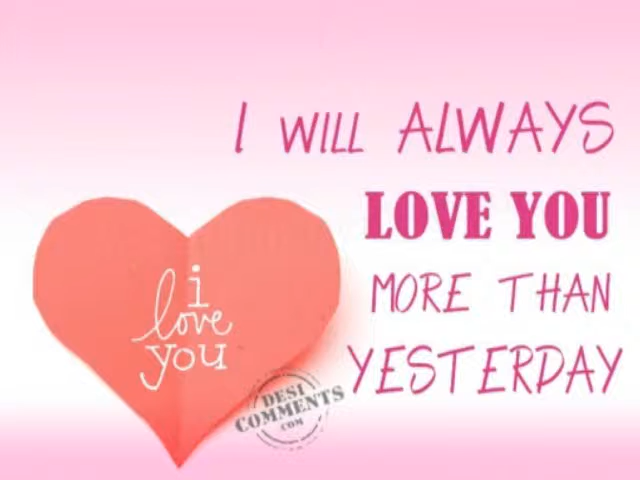 I WILL ALWAYS
LOVE YOU
MORE THAN
YESTERDAY
i
love
you
DESI
COMMENTS
.COM